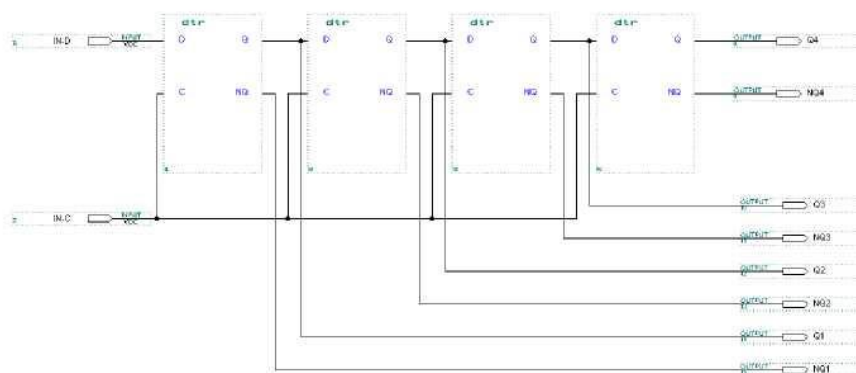 dtr dtr dtr dtr
IN-D INPUT VCC D Q D Q D Q D Q OUTPUT Q4
C NQ C NQ C NQ C NQ OUTPUT NQ4
OUTPUT Q3
IN-C INPUT VCC
OUTPUT NQ3
OUTPUT Q2
OUTPUT NQ2
OUTPUT Q1
OUTPUT NQ1